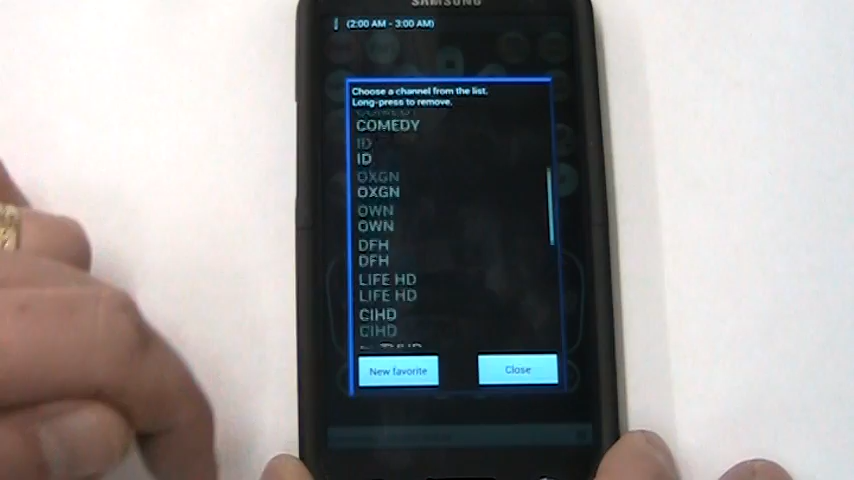 SAMSUNG
(2:00 AM - 3:00 AM)
Choose a channel from the list.
Long-press to remove.
COMEDY
COMEDY
ID
ID
OXGN
OXGN
OWN
OWN
DFH
DFH
LIFE HD
LIFE HD
CIHD
CIHD
New favorite
Close